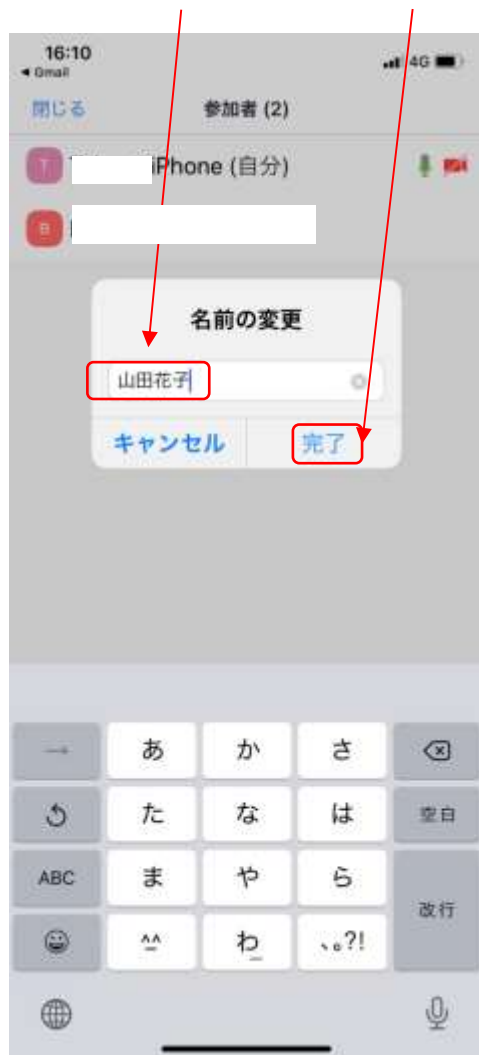 16:10
◀ Gmail
4G
閉じる 参加者 (2)
T iPhone (自分)
B
名前の変更
山田花子
キャンセル 完了
→ あ か さ
た な は 空白
ABC ま や ら 改行
^^ わ_ 、。?!